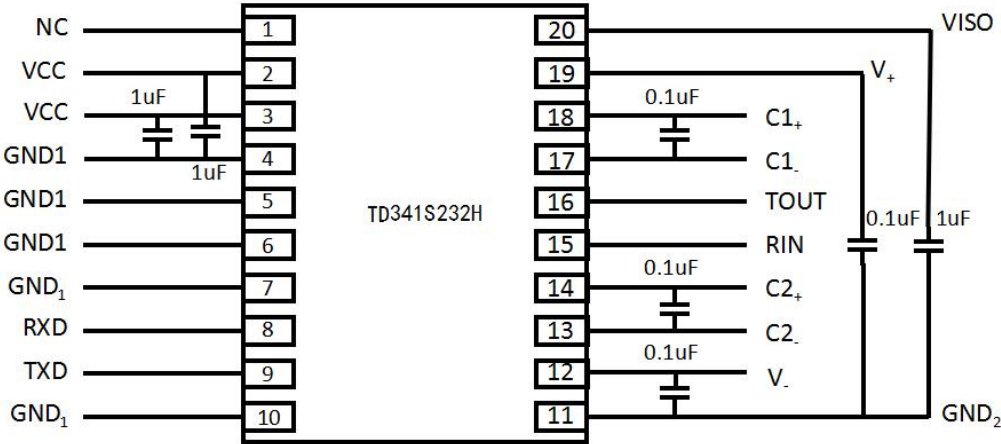 NC 1 20 VISO
VCC 2 19 V₊
1uF 0.1uF
VCC 3 18 C1₊
GND1 4 17 C1₋
1uF
GND1 5 TD341S232H 16 TOUT
0.1uF 1uF
GND1 6 15 RIN
0.1uF
GND₁ 7 14 C2₊
RXD 8 13 C2₋
0.1uF
TXD 9 12 V₋
GND₁ 10 11 GND₂